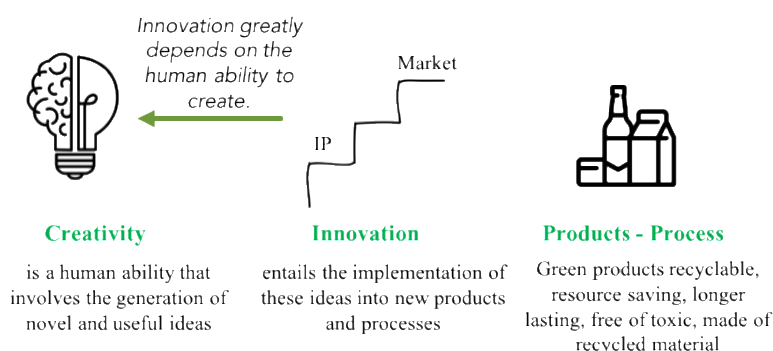 Innovation greatly
depends on the
human ability to
create.
Market
IP
Creativity
is a human ability that
involves the generation of
novel and useful ideas
Innovation
entails the implementation of
these ideas into new products
and processes
Products - Process
Green products recyclable,
resource saving, longer
lasting, free of toxic, made of
recycled material